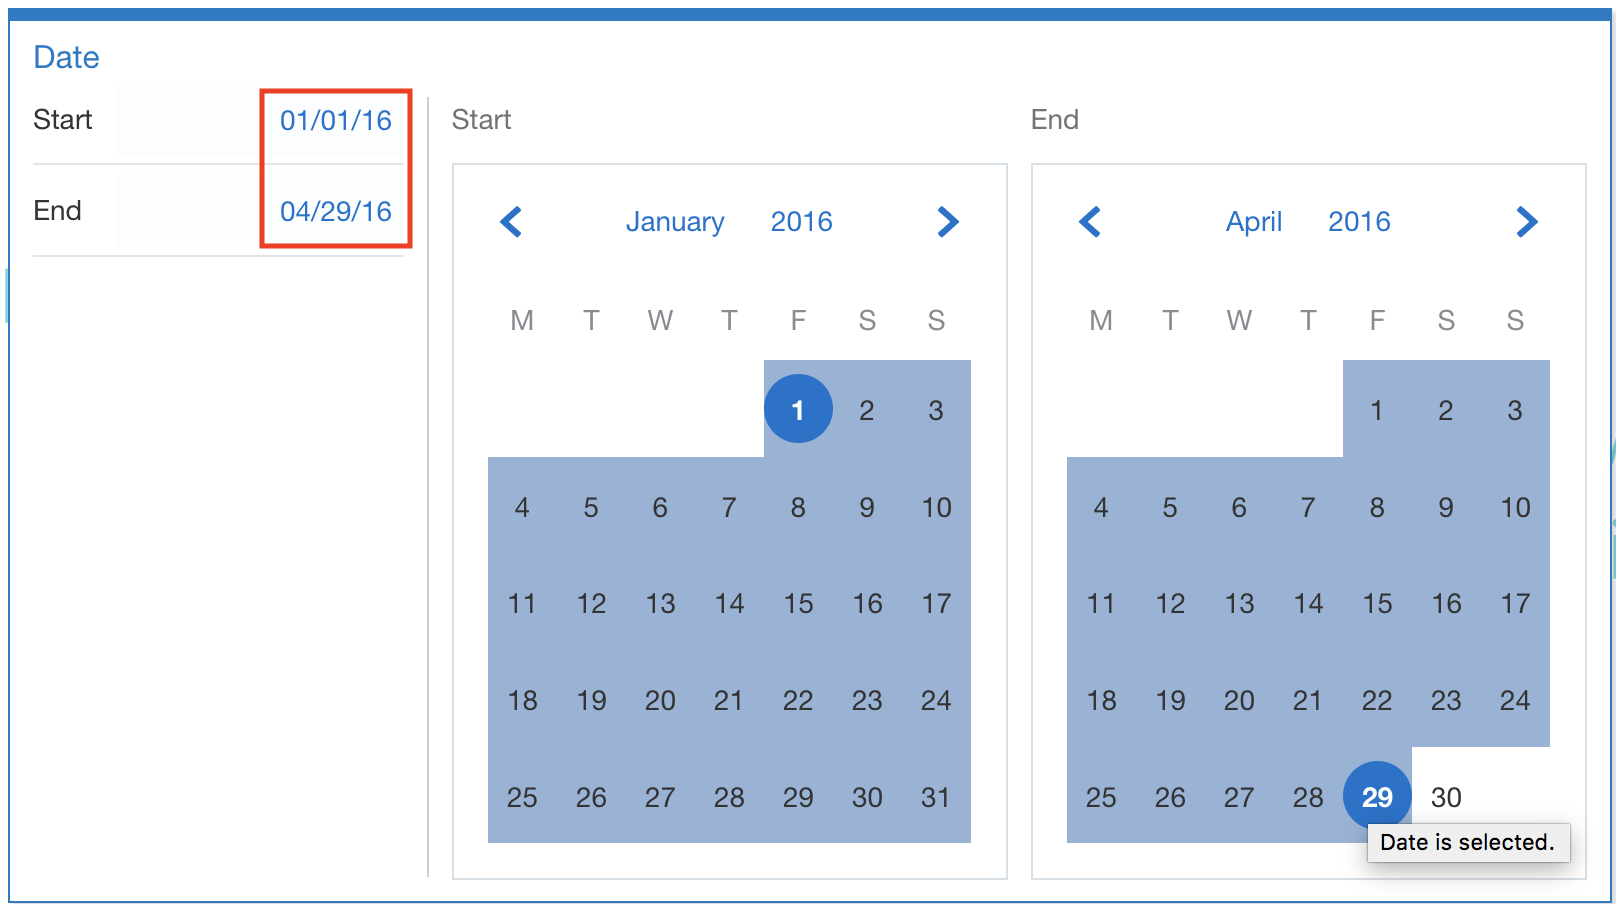 Date
Start 01/01/16
End 04/29/16
Start
January 2016
M T W T F S S
1 2 3
4 5 6 7 8 9 10
11 12 13 14 15 16 17
18 19 20 21 22 23 24
25 26 27 28 29 30 31
End
April 2016
M T W T F S S
1 2 3
4 5 6 7 8 9 10
11 12 13 14 15 16 17
18 19 20 21 22 23 24
25 26 27 28 29 30
Date is selected.